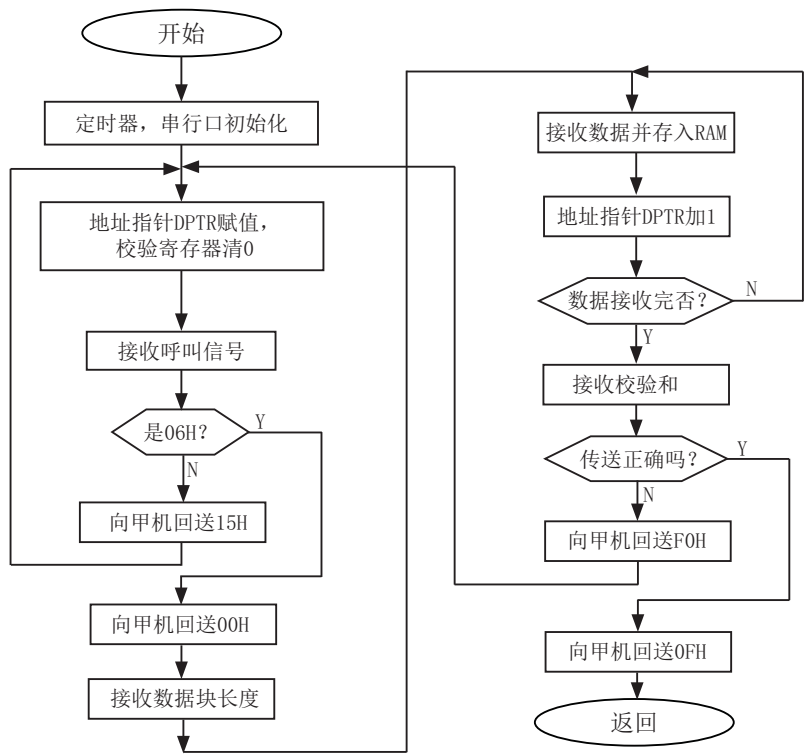 开始
定时器，串行口初始化
地址指针DPTR赋值，
校验寄存器清0
接收呼叫信号
是06H？
Y
N
向甲机回送15H
向甲机回送00H
接收数据块长度
接收数据并存入RAM
地址指针DPTR加1
数据接收完否？
N
Y
接收校验和
传送正确吗？
Y
N
向甲机回送F0H
向甲机回送0FH
返回